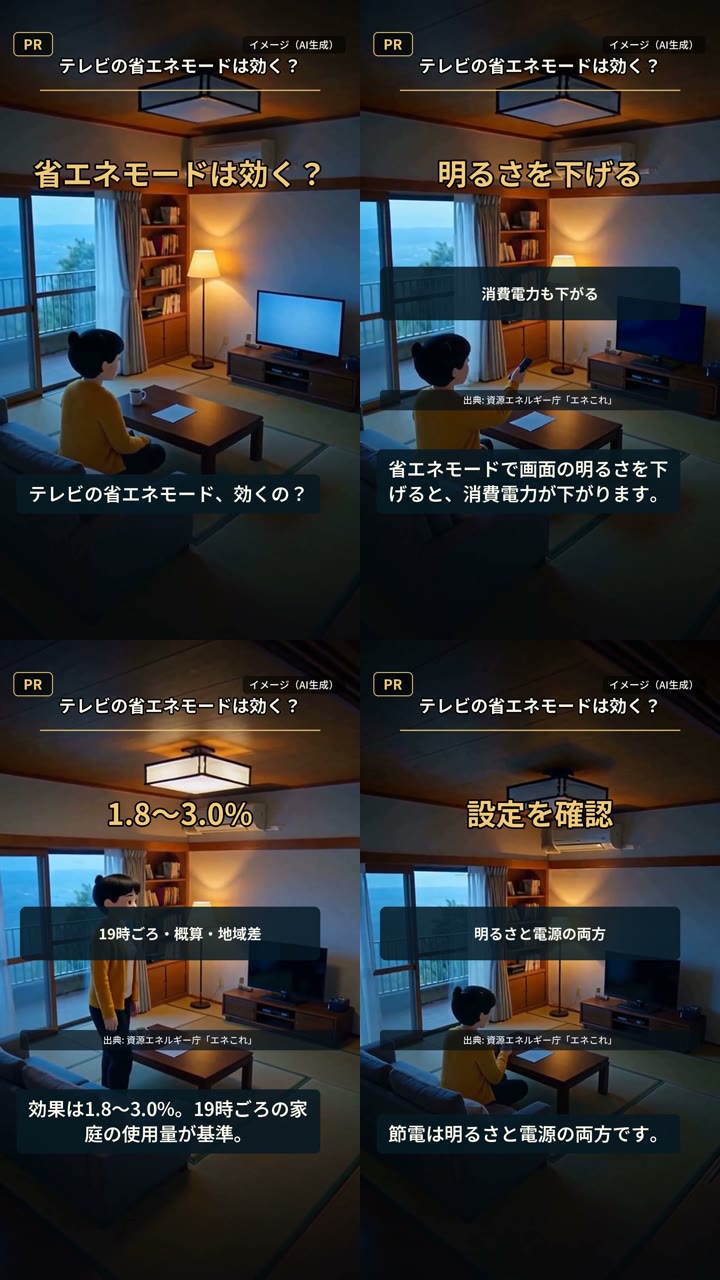 PR
イメージ（AI生成）
テレビの省エネモードは効く？
省エネモードは効く？
テレビの省エネモード、効くの？
PR
イメージ（AI生成）
テレビの省エネモードは効く？
明るさを下げる
消費電力も下がる
出典: 資源エネルギー庁「エネこれ」
省エネモードで画面の明るさを下
げると、消費電力が下がります。
PR
イメージ（AI生成）
テレビの省エネモードは効く？
1.8〜3.0%
19時ごろ・概算・地域差
出典: 資源エネルギー庁「エネこれ」
効果は1.8〜3.0%。19時ごろの家
庭の使用量が基準。
PR
イメージ（AI生成）
テレビの省エネモードは効く？
設定を確認
明るさと電源の両方
出典: 資源エネルギー庁「エネこれ」
節電は明るさと電源の両方です。